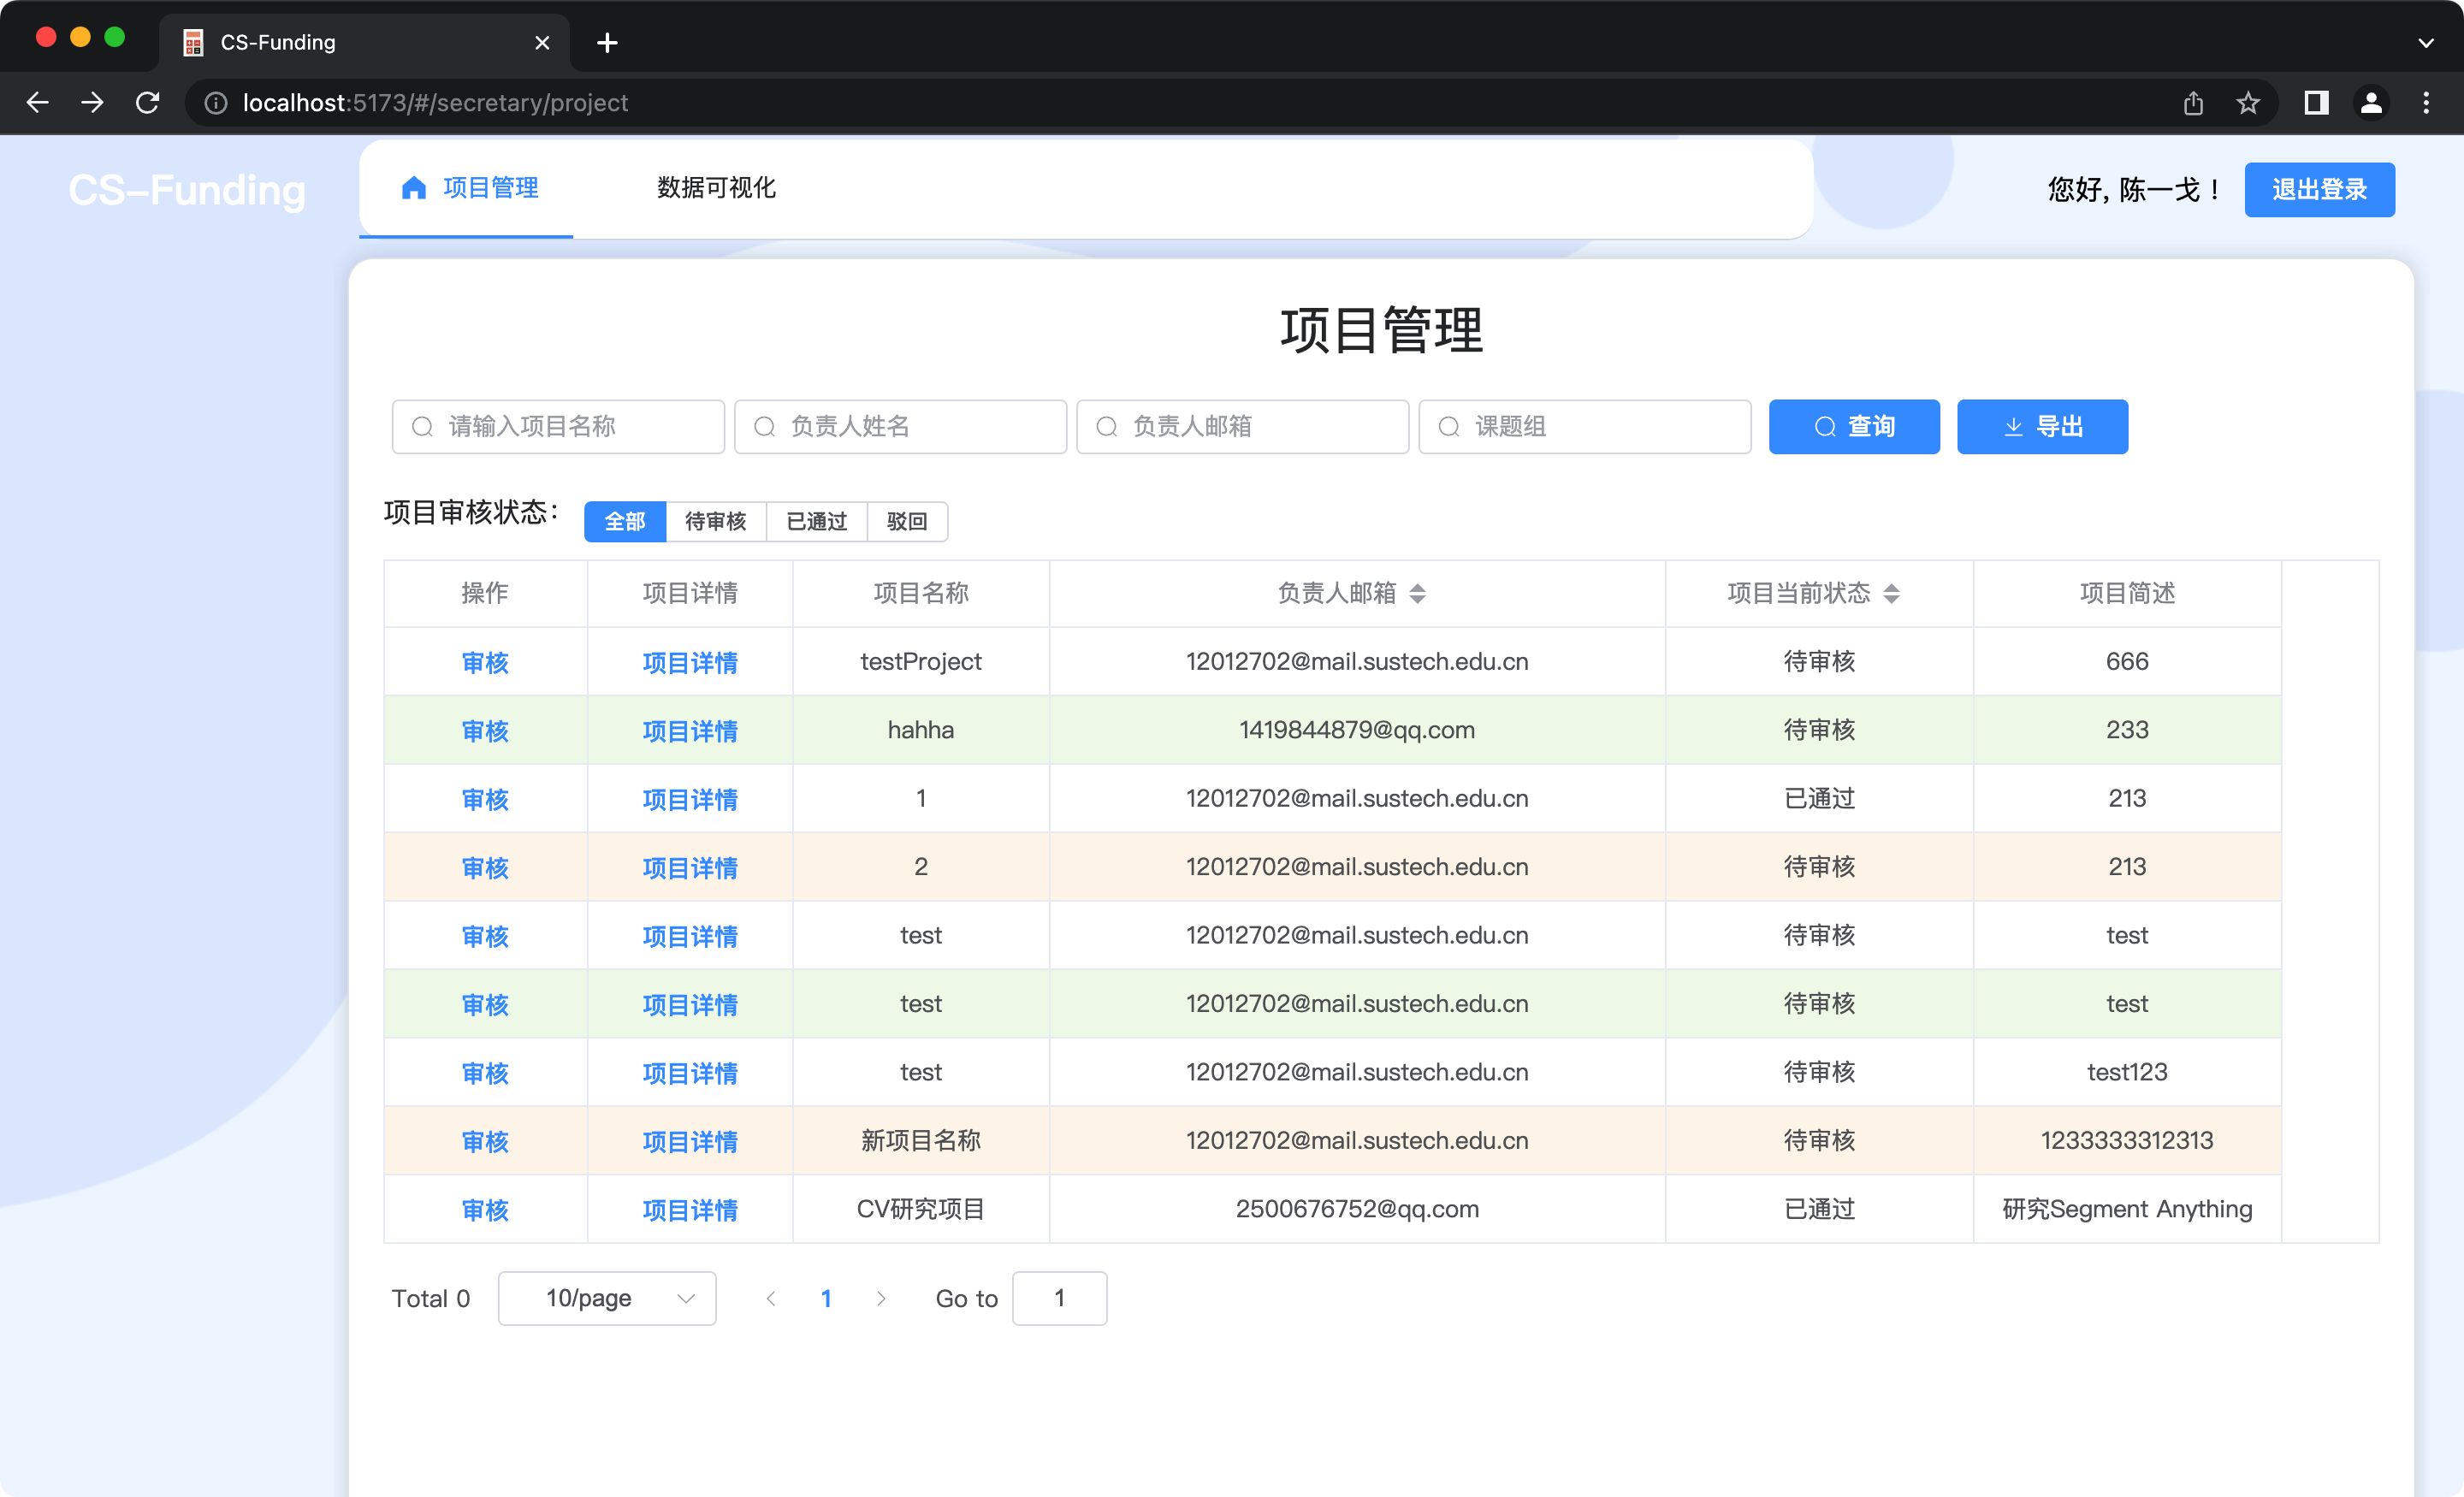 CS-Funding
localhost:5173/#/secretary/project
CS-Funding
项目管理
数据可视化
您好, 陈一戈！
退出登录
项目管理
请输入项目名称
负责人姓名
负责人邮箱
课题组
查询
导出
项目审核状态：
全部
待审核
已通过
驳回
操作 项目详情 项目名称 负责人邮箱 项目当前状态 项目简述
审核 项目详情 testProject 12012702@mail.sustech.edu.cn 待审核 666
审核 项目详情 hahha 1419844879@qq.com 待审核 233
审核 项目详情 1 12012702@mail.sustech.edu.cn 已通过 213
审核 项目详情 2 12012702@mail.sustech.edu.cn 待审核 213
审核 项目详情 test 12012702@mail.sustech.edu.cn 待审核 test
审核 项目详情 test 12012702@mail.sustech.edu.cn 待审核 test
审核 项目详情 test 12012702@mail.sustech.edu.cn 待审核 test123
审核 项目详情 新项目名称 12012702@mail.sustech.edu.cn 待审核 1233333312313
审核 项目详情 CV研究项目 2500676752@qq.com 已通过 研究Segment Anything
Total 0
10/page
1
Go to
1